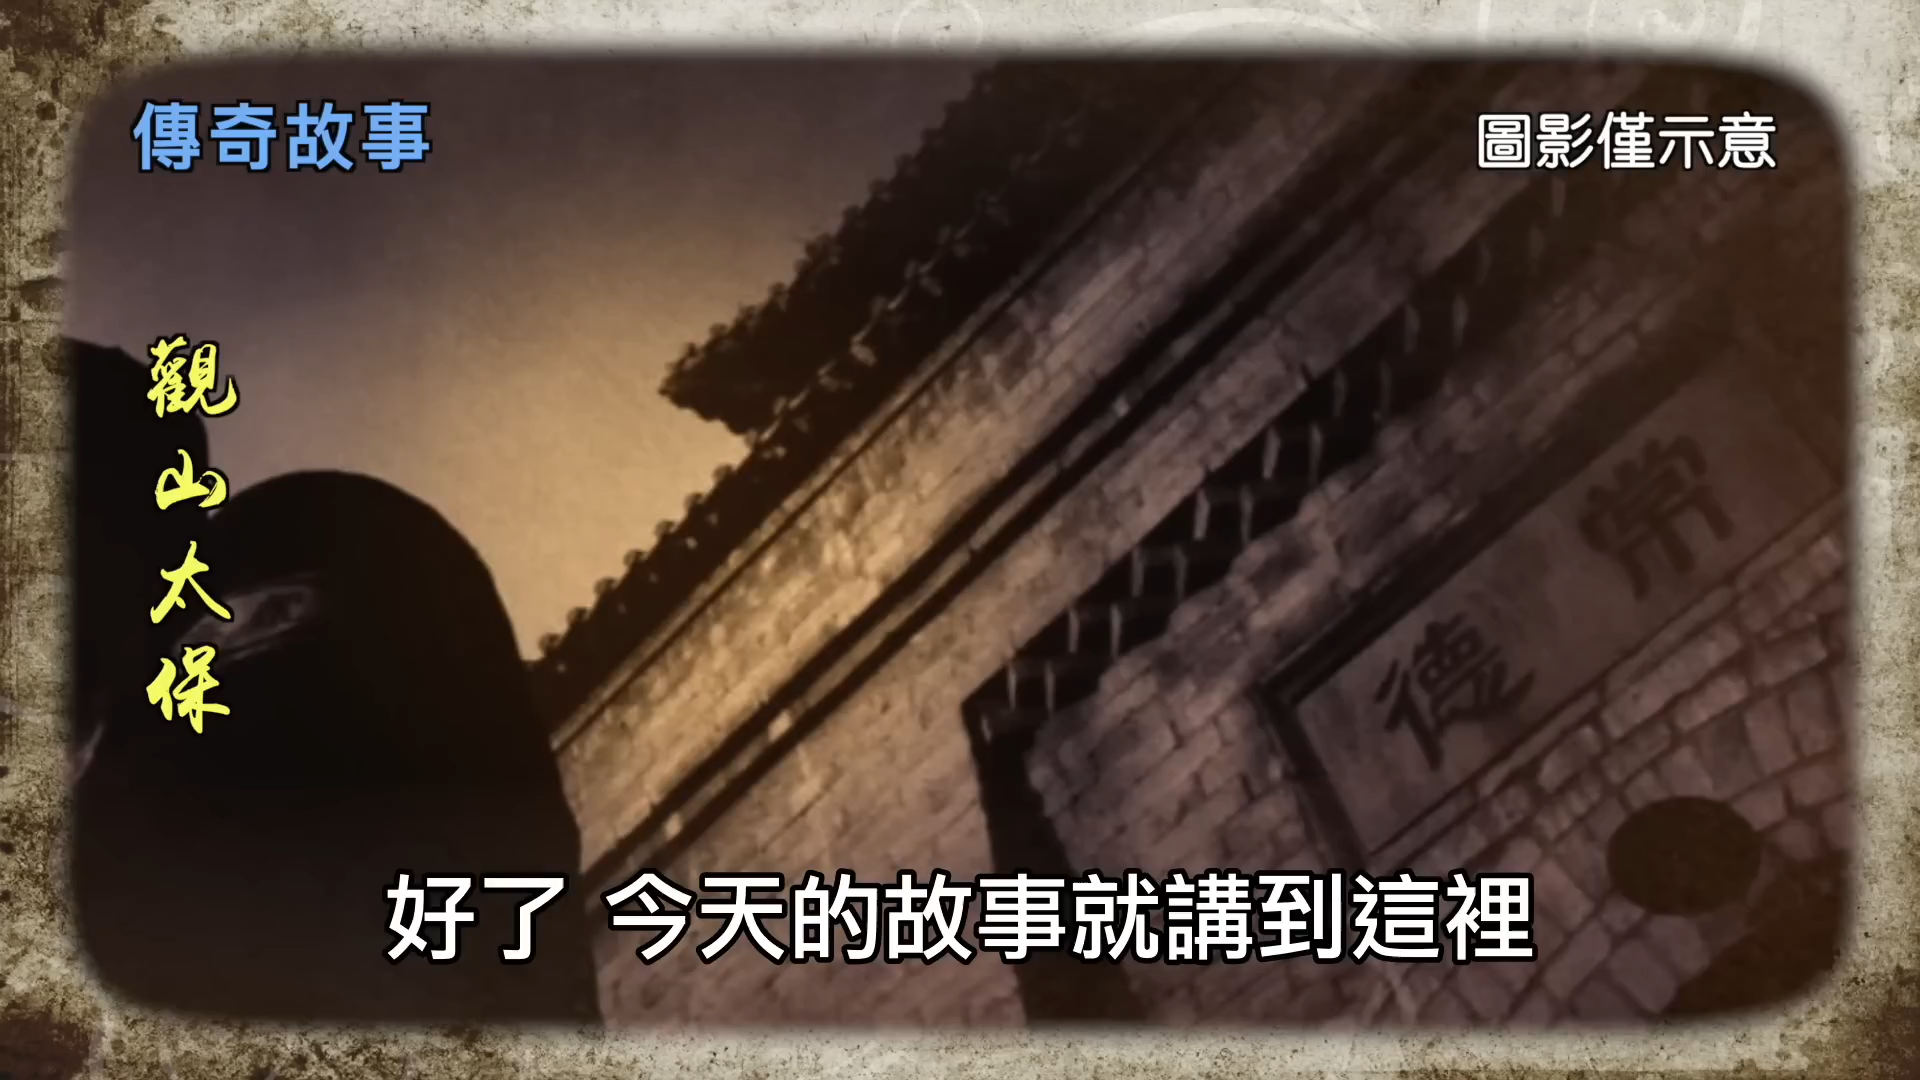 傳奇故事
圖影僅示意
觀山太保
常德
好了 今天的故事就講到這裡